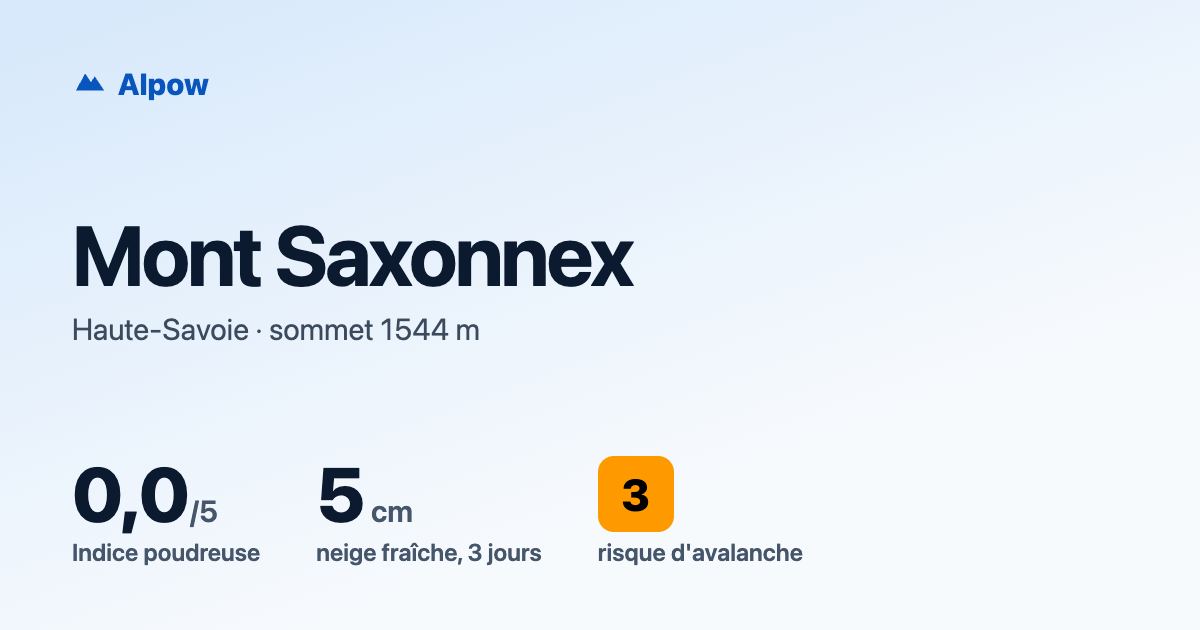 Alpow
Mont Saxonnex
Haute-Savoie · sommet 1544 m
0,0/5
Indice poudreuse
5 cm
neige fraîche, 3 jours
3
risque d'avalanche